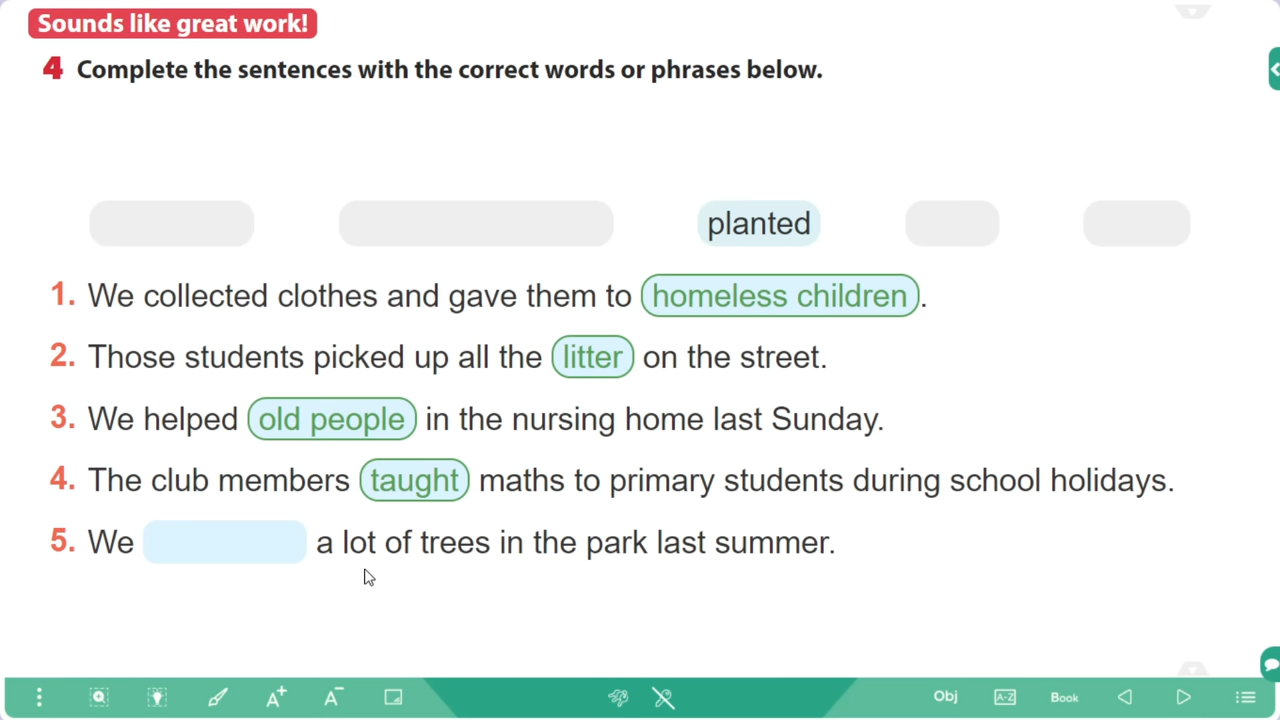 Sounds like great work!
4 Complete the sentences with the correct words or phrases below.
planted
1. We collected clothes and gave them to homeless children.
2. Those students picked up all the litter on the street.
3. We helped old people in the nursing home last Sunday.
4. The club members taught maths to primary students during school holidays.
5. We a lot of trees in the park last summer.
A+ A- Obj A-Z Book